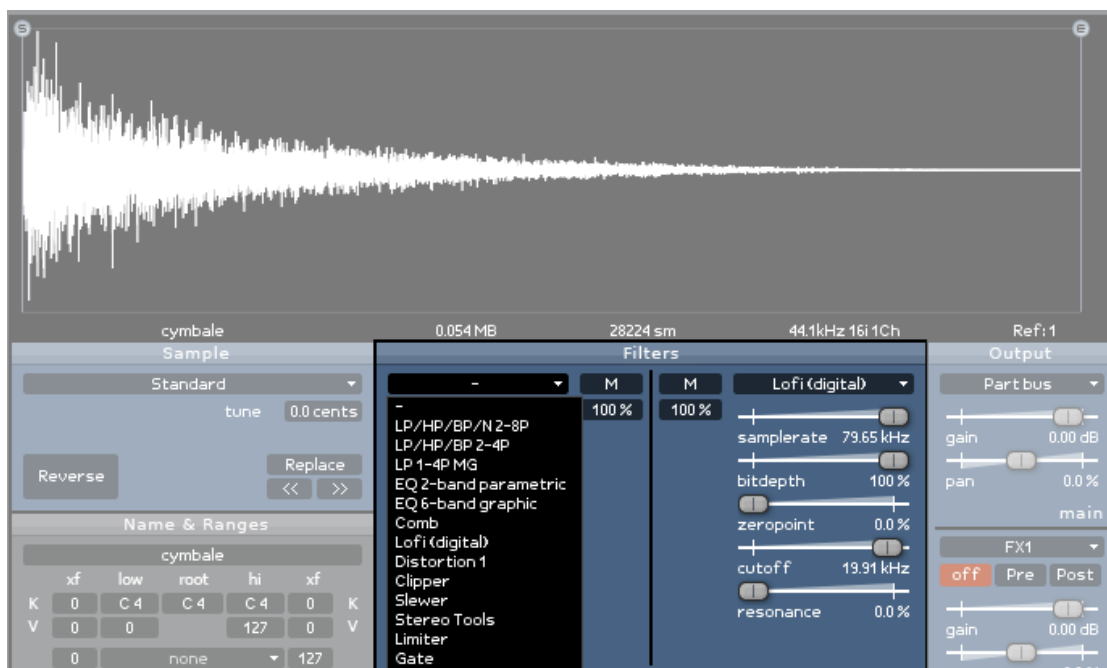 S E
cymbale 0.054 MB 28224 sm 44.1kHz 16i 1Ch Ref: 1
Sample
Standard
tune 0.0 cents
Reverse
Replace
<< >>
Name & Ranges
cymbale
xf low root hi xf
K 0 C 4 C 4 C 4 0 K
V 0 0 127 0 V
0 none 127
Filters
- M
100 %
-
LP/HP/BP/N 2-8P
LP/HP/BP 2-4P
LP 1-4P MG
EQ 2-band parametric
EQ 6-band graphic
Comb
Lofi (digital)
Distortion 1
Clipper
Slewer
Stereo Tools
Limiter
Gate
M Lofi (digital)
100 %
samplerate 79.65 kHz
bitdepth 100 %
zeropoint 0.0 %
cutoff 19.91 kHz
resonance 0.0 %
Output
Part bus
gain 0.00 dB
pan 0.0 %
main
FX1
off Pre Post
gain 0.00 dB